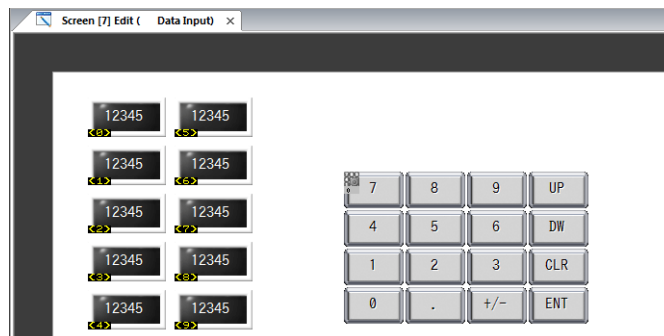 Screen [7] Edit ( Data Input) ×
12345 12345
<0> <5>
12345 12345
<1> <6>
12345 12345
<2> <7>
12345 12345
<3> <8>
12345 12345
<4> <9>
0
7 8 9 UP
4 5 6 DW
1 2 3 CLR
0 . +/- ENT